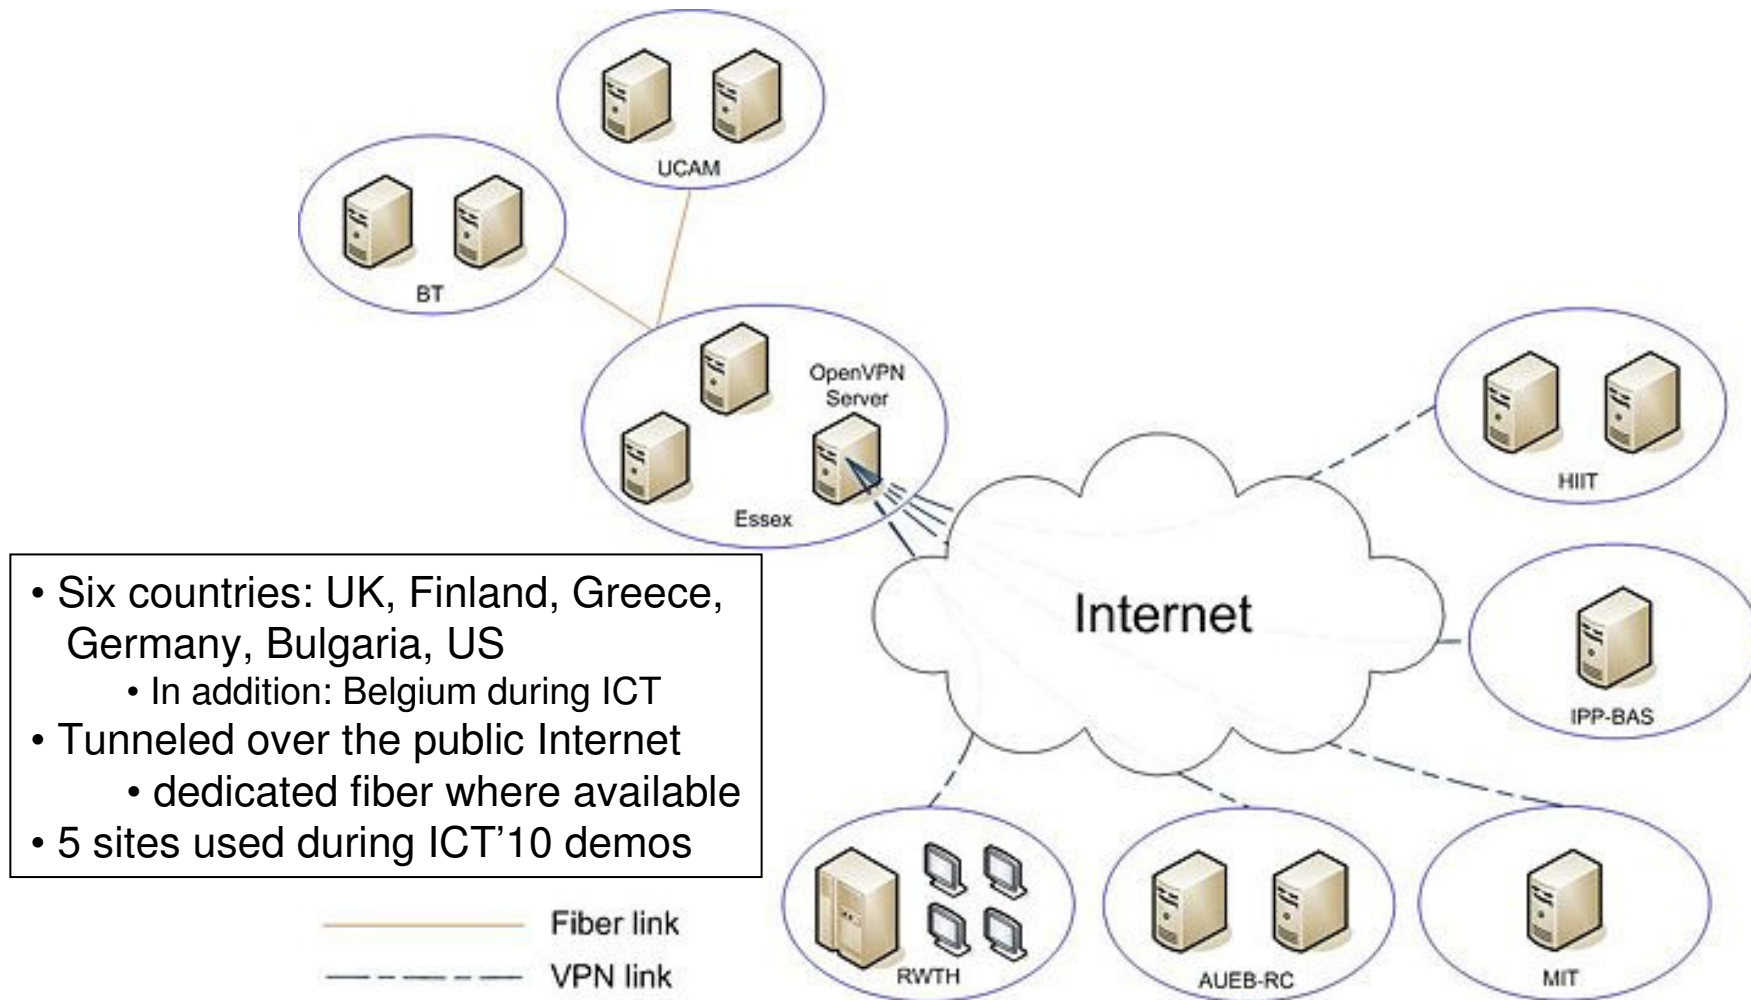 UCAM
BT
OpenVPN
Server
Essex
HIIT
Internet
IPP-BAS
• Six countries: UK, Finland, Greece,
Germany, Bulgaria, US
• In addition: Belgium during ICT
• Tunneled over the public Internet
• dedicated fiber where available
• 5 sites used during ICT’10 demos
RWTH
AUEB-RC
MIT
Fiber link
VPN link